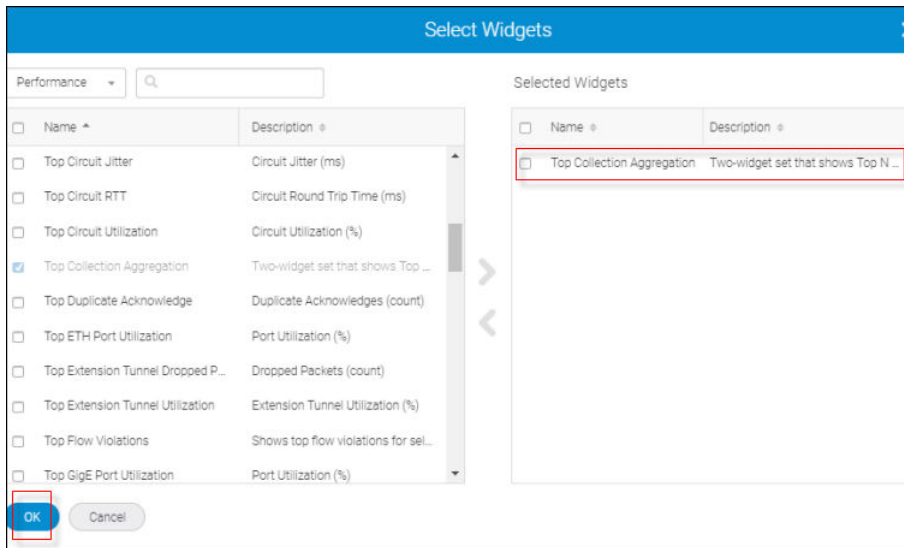 Select Widgets
Performance
Selected Widgets
Name Description
Top Circuit Jitter Circuit Jitter (ms)
Top Circuit RTT Circuit Round Trip Time (ms)
Top Circuit Utilization Circuit Utilization (%)
Top Collection Aggregation Two-widget set that shows Top ...
Top Duplicate Acknowledge Duplicate Acknowledges (count)
Top ETH Port Utilization Port Utilization (%)
Top Extension Tunnel Dropped P... Dropped Packets (count)
Top Extension Tunnel Utilization Extension Tunnel Utilization (%)
Top Flow Violations Shows top flow violations for sel...
Top GigE Port Utilization Port Utilization (%)
Name Description
Top Collection Aggregation Two-widget set that shows Top N ...
OK Cancel